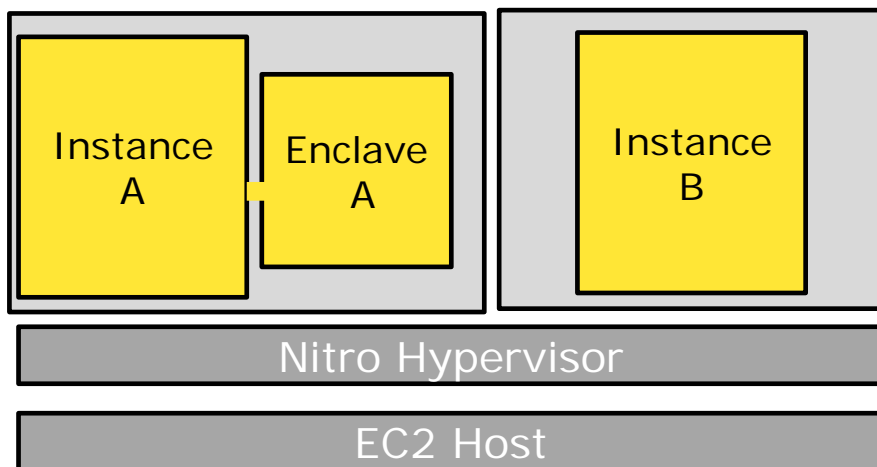 Instance
A
Enclave
A
Instance
B
Nitro Hypervisor
EC2 Host